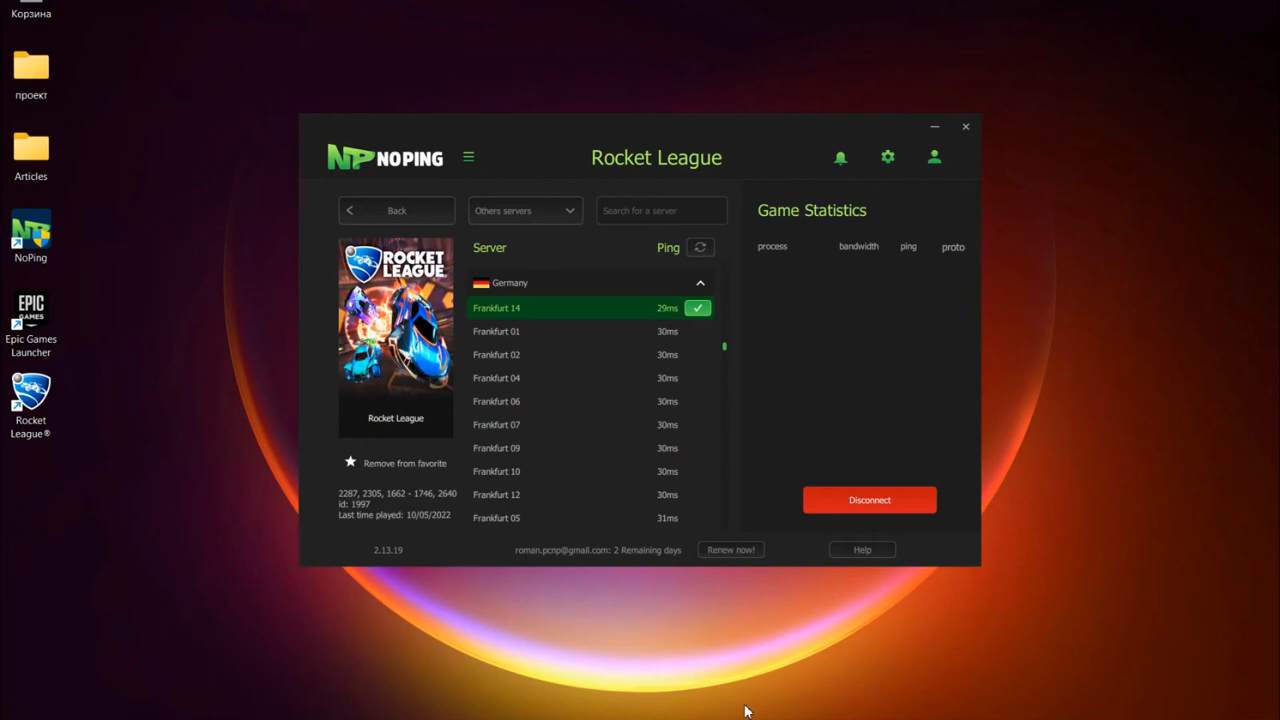 Корзина
проект
Articles
NoPing
EPIC
GAMES
Epic Games
Launcher
Rocket
League®
NP NOPING
Rocket League
Back
Others servers
Search for a server
Server
Ping
Germany
Frankfurt 14
29ms
Frankfurt 01
30ms
Frankfurt 02
30ms
Frankfurt 04
30ms
Frankfurt 06
30ms
Frankfurt 07
30ms
Frankfurt 09
30ms
Frankfurt 10
30ms
Frankfurt 12
30ms
Frankfurt 05
31ms
ROCKET
LEAGUE
Rocket League
Remove from favorite
2287, 2305, 1662 - 1746, 2640
id: 1997
Last time played: 10/05/2022
Game Statistics
process
bandwidth
ping
proto
Disconnect
2.13.19
roman.pcnp@gmail.com: 2 Remaining days
Renew now!
Help